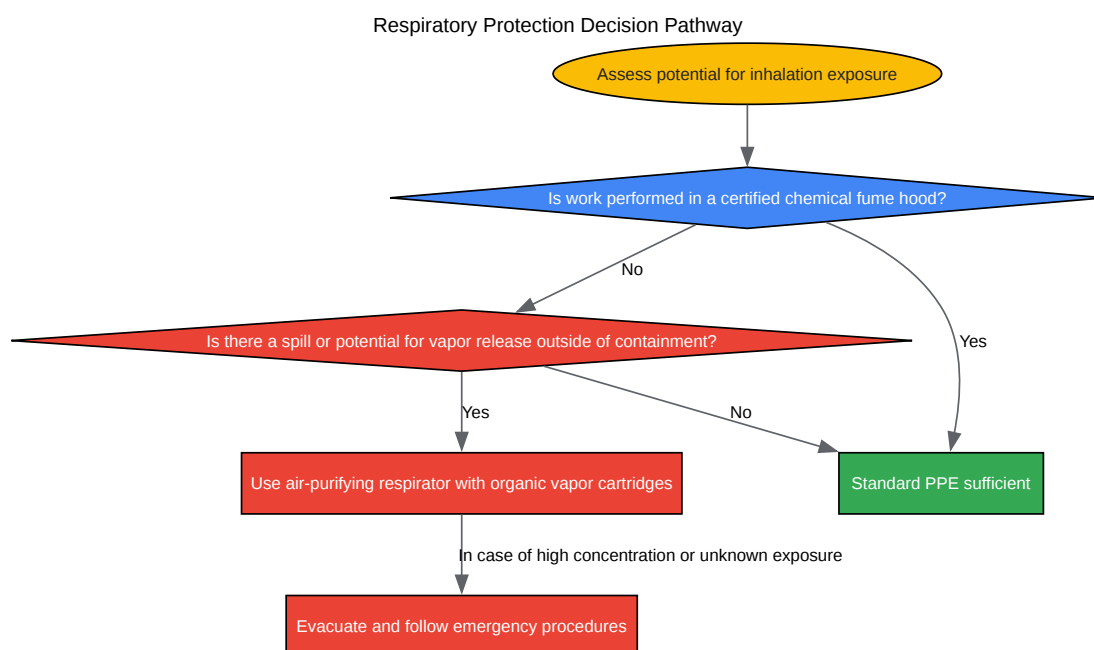 Respiratory Protection Decision Pathway
Assess potential for inhalation exposure
Is work performed in a certified chemical fume hood?
No
Is there a spill or potential for vapor release outside of containment?
Yes
Yes
No
Use air-purifying respirator with organic vapor cartridges
Standard PPE sufficient
In case of high concentration or unknown exposure
Evacuate and follow emergency procedures